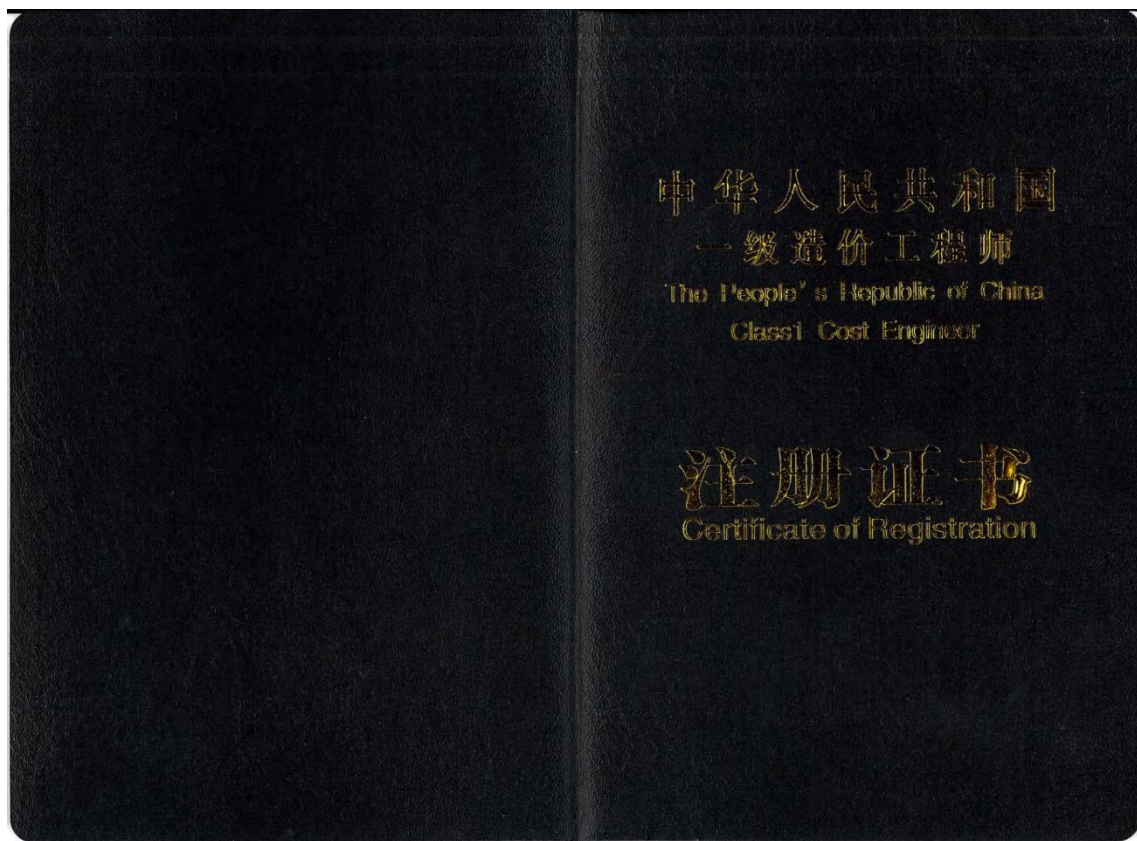 中华人民共和国
一级造价工程师
The People's Republic of China
Class1 Cost Engineer
注册证书
Certificate of Registration